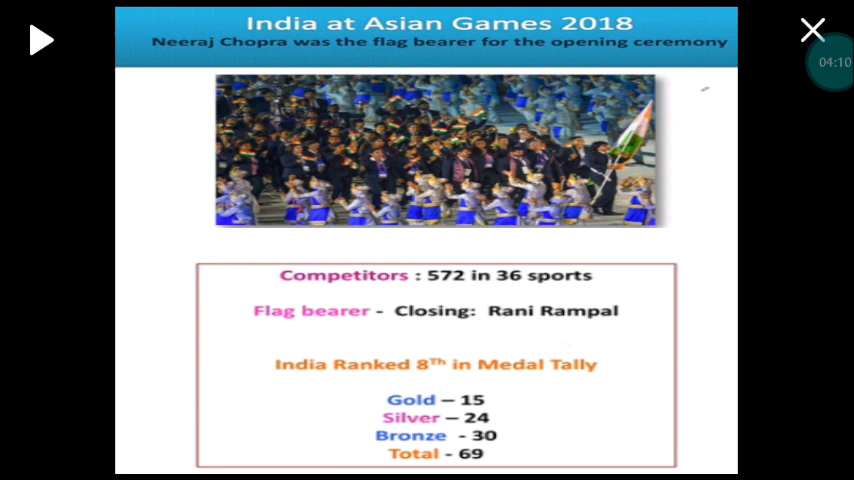 India at Asian Games 2018
Neeraj Chopra was the flag bearer for the opening ceremony
04:10
Competitors : 572 in 36 sports
Flag bearer - Closing: Rani Rampal
India Ranked 8Th in Medal Tally
Gold – 15
Silver – 24
Bronze - 30
Total - 69